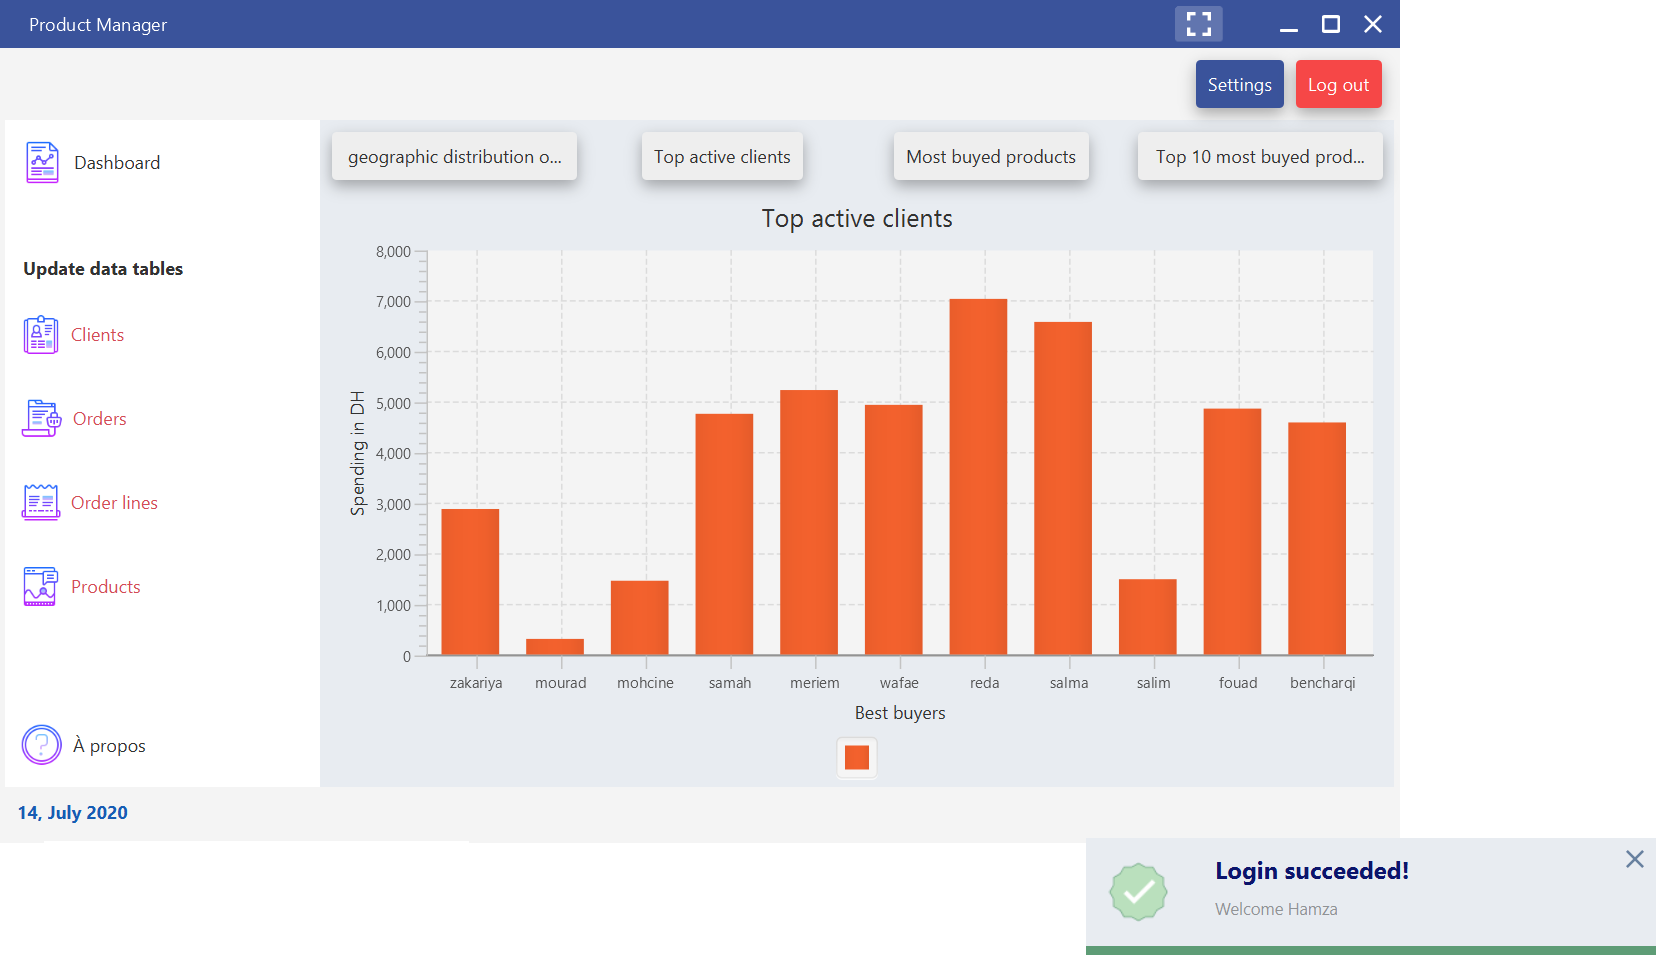 Product Manager
Settings
Log out
Dashboard
Update data tables
Clients
Orders
Order lines
Products
À propos
14, July 2020
geographic distribution o...
Top active clients
Most buyed products
Top 10 most buyed prod...
Top active clients
Spending in DH
8,000
7,000
6,000
5,000
4,000
3,000
2,000
1,000
0
zakariya mourad mohcine samah meriem wafae reda salma salim fouad bencharqi
Best buyers
Login succeeded!
Welcome Hamza